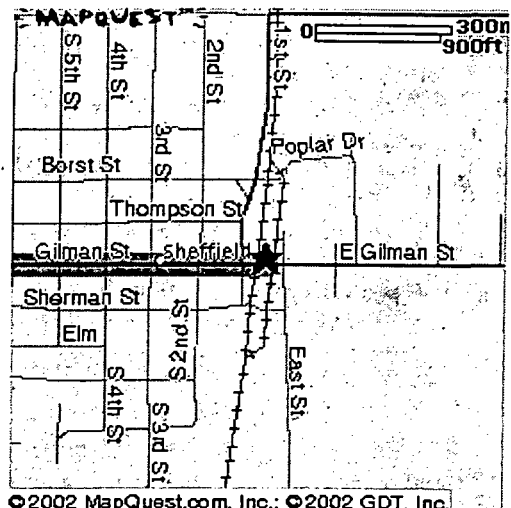 MAPQUEST
0 300m
900ft
S 5th St
4th St
2nd St
1st St
3rd St
Poplar Dr
Borst St
Thompson St
Gilman St
Sheffield
E Gilman St
Sherman St
Elm
S 2nd St
East St
S 4th St
S 3rd St
©2002 MapQuest.com, Inc.; ©2002 GDT, Inc.